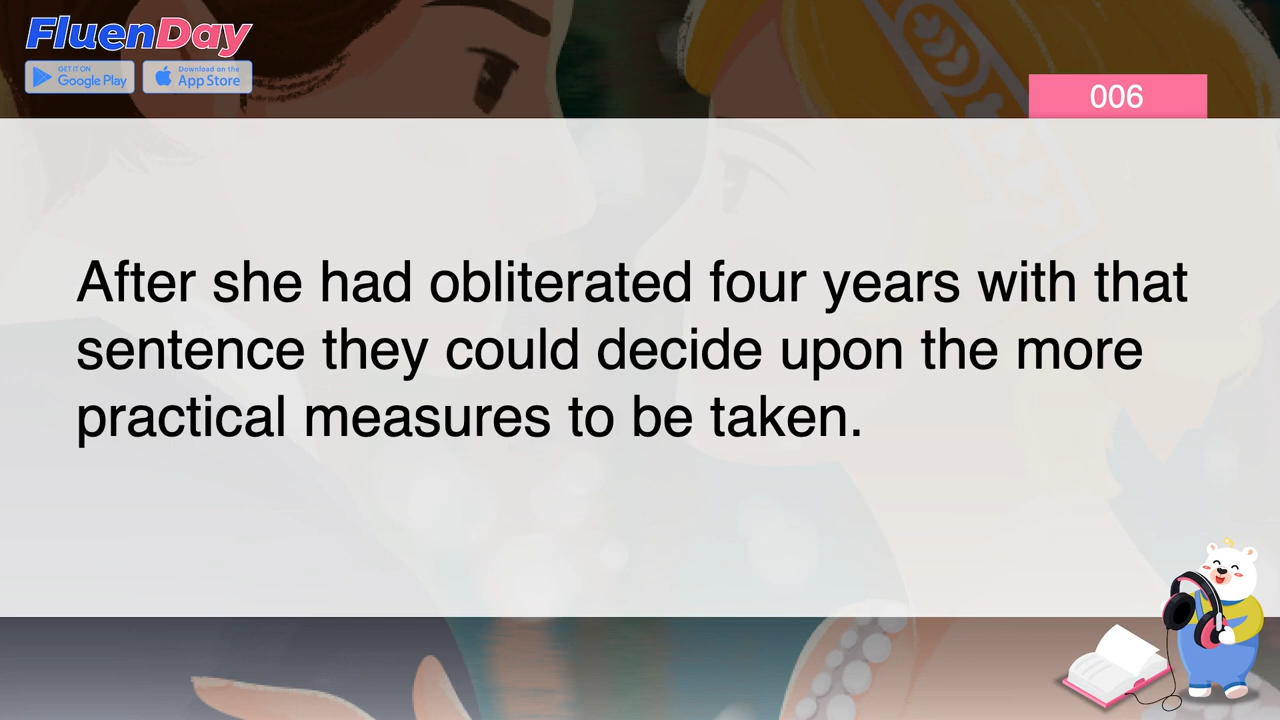 FluenDay
GET IT ON
Google Play
Download on the
App Store
006
After she had obliterated four years with that
sentence they could decide upon the more
practical measures to be taken.